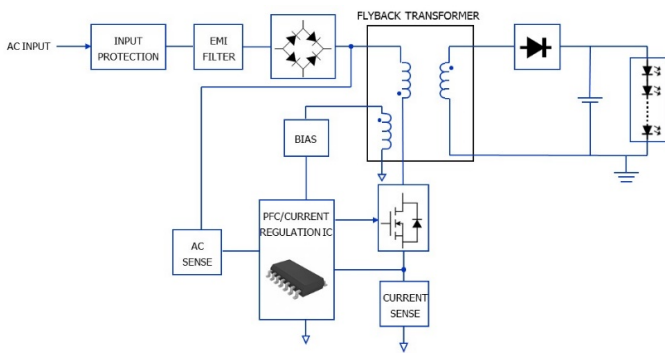 FLYBACK TRANSFORMER
AC INPUT
INPUT
PROTECTION
EMI
FILTER
BIAS
PFC/CURRENT
REGULATION IC
AC
SENSE
CURRENT
SENSE